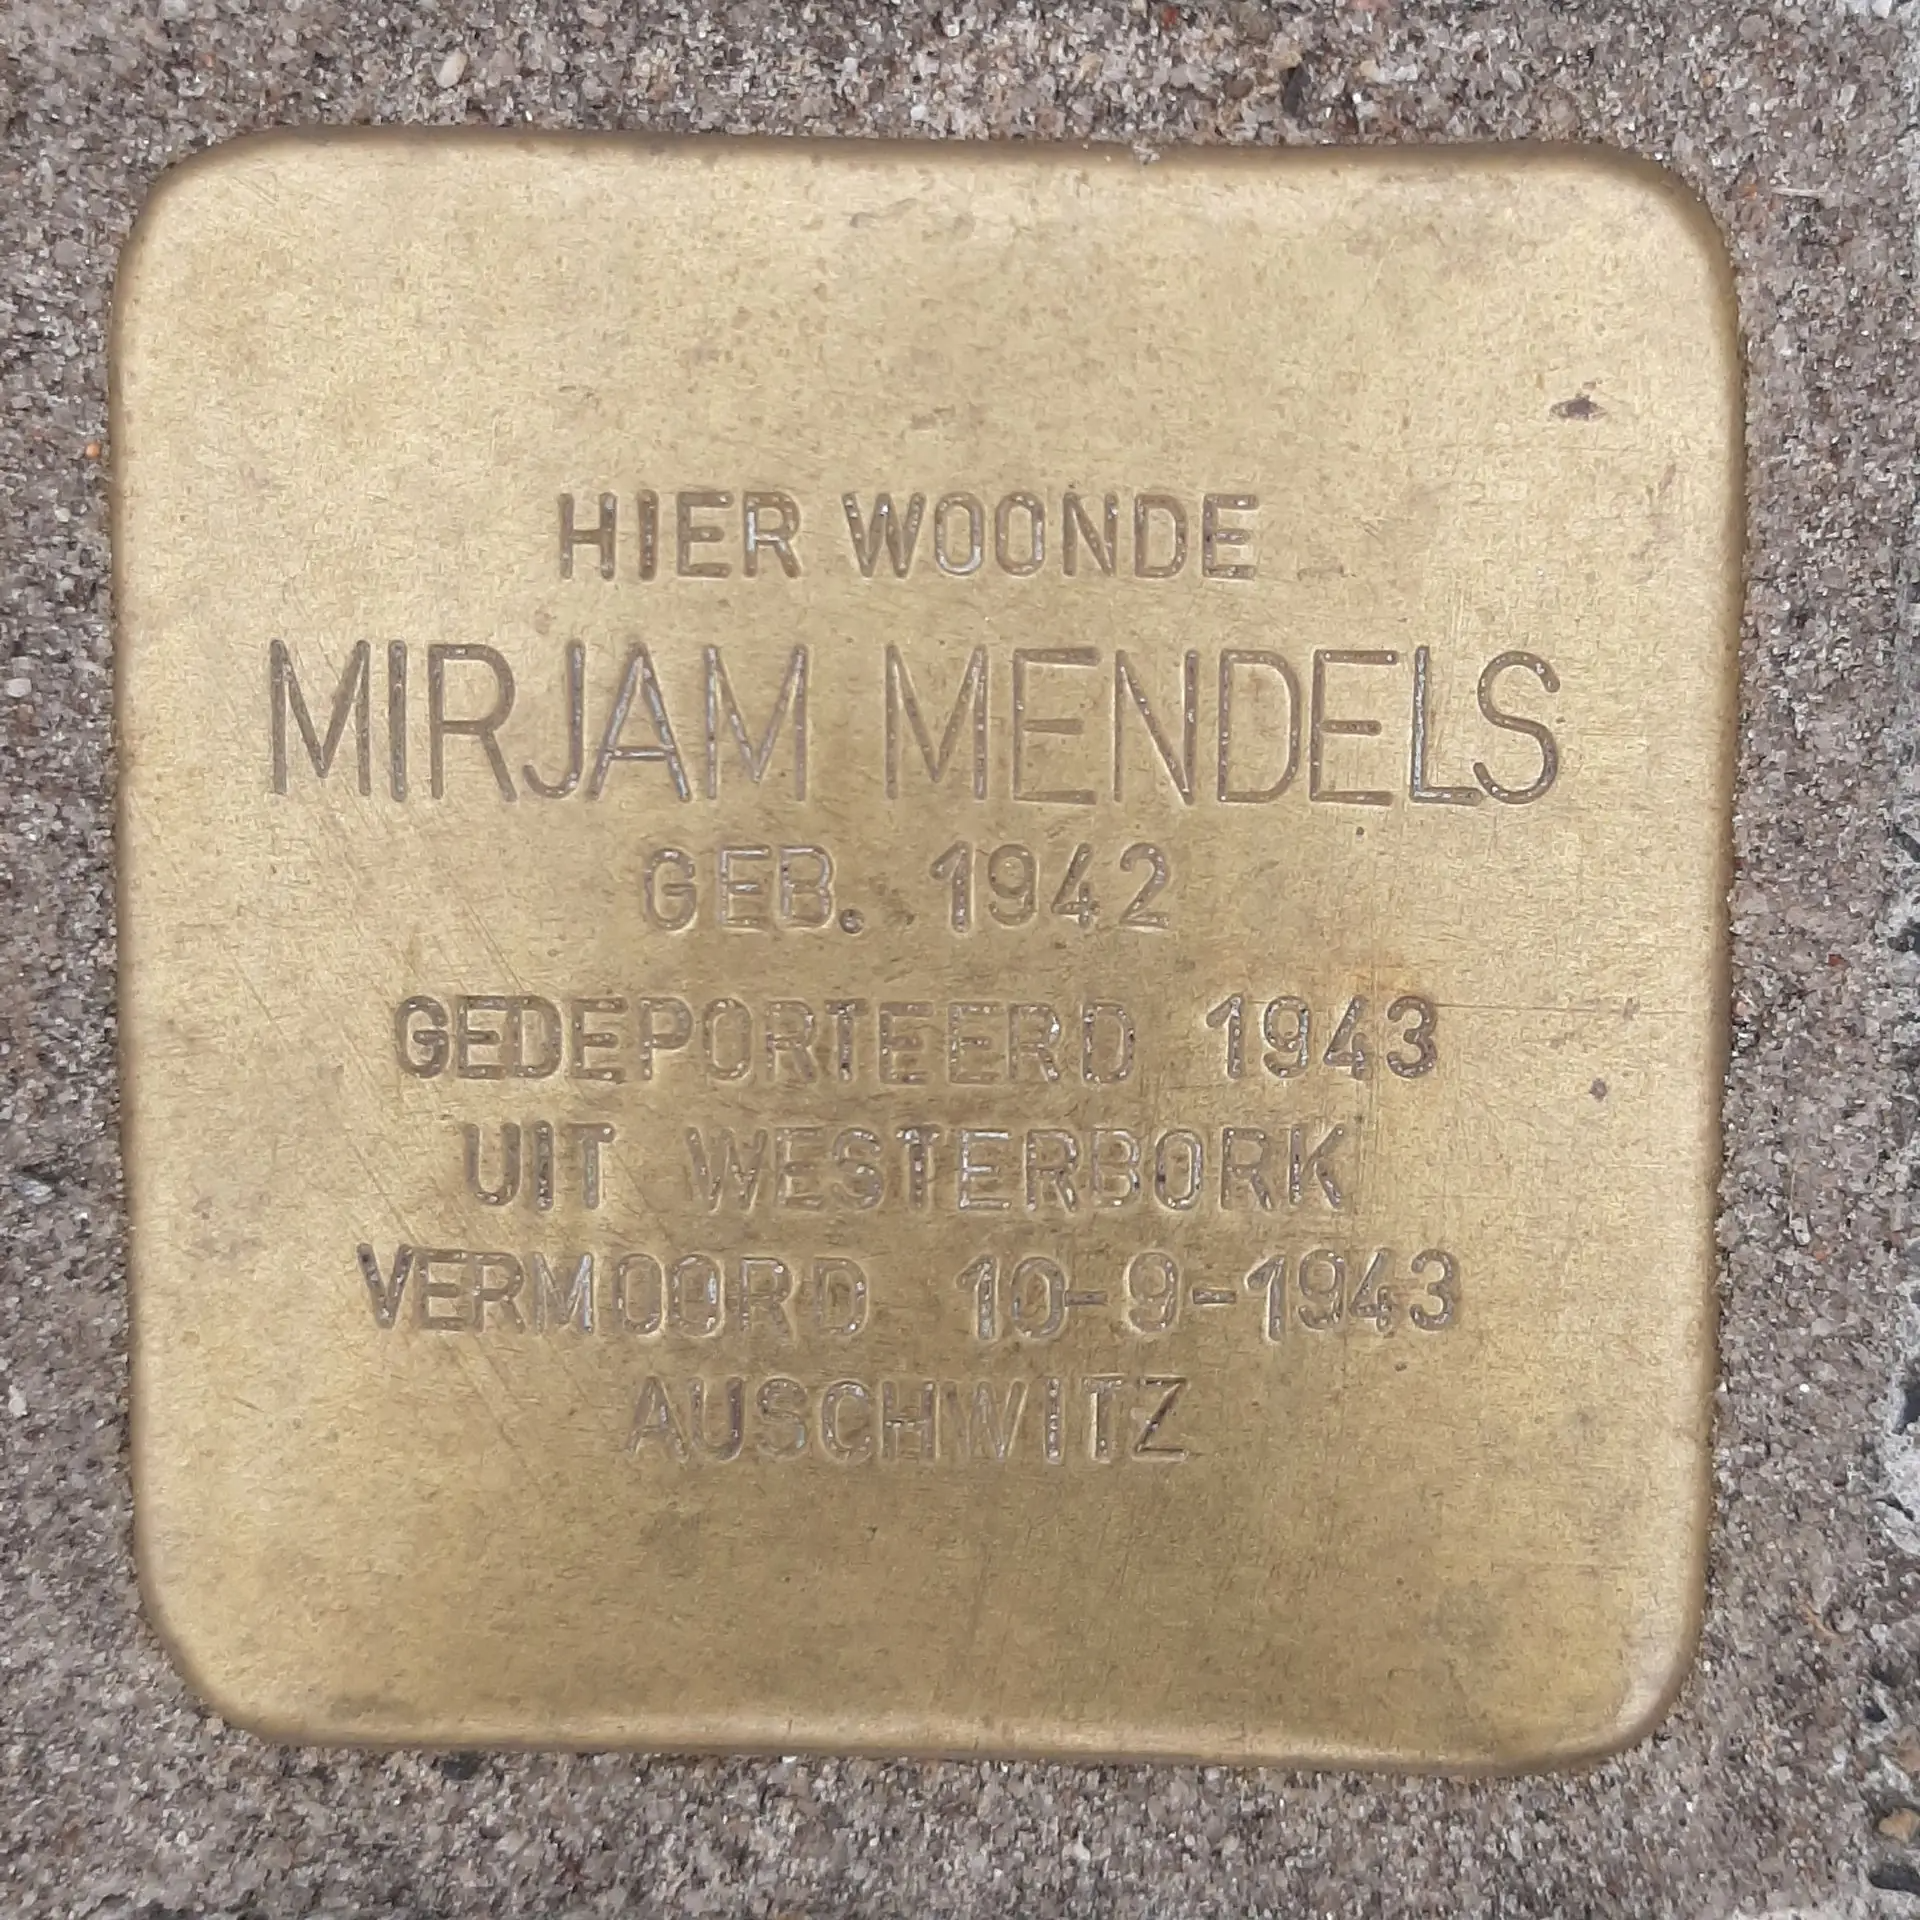 HIER WOONDE
MIRJAM MENDELS
GEB. 1942
GEDEPORTEERD 1943
UIT WESTERBORK
VERMOORD 10-9-1943
AUSCHWITZ